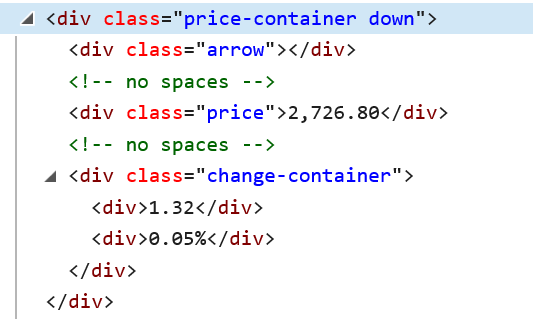 <div class="price-container down">
<div class="arrow"></div>
<!-- no spaces -->
<div class="price">2,726.80</div>
<!-- no spaces -->
<div class="change-container">
<div>1.32</div>
<div>0.05%</div>
</div>
</div>